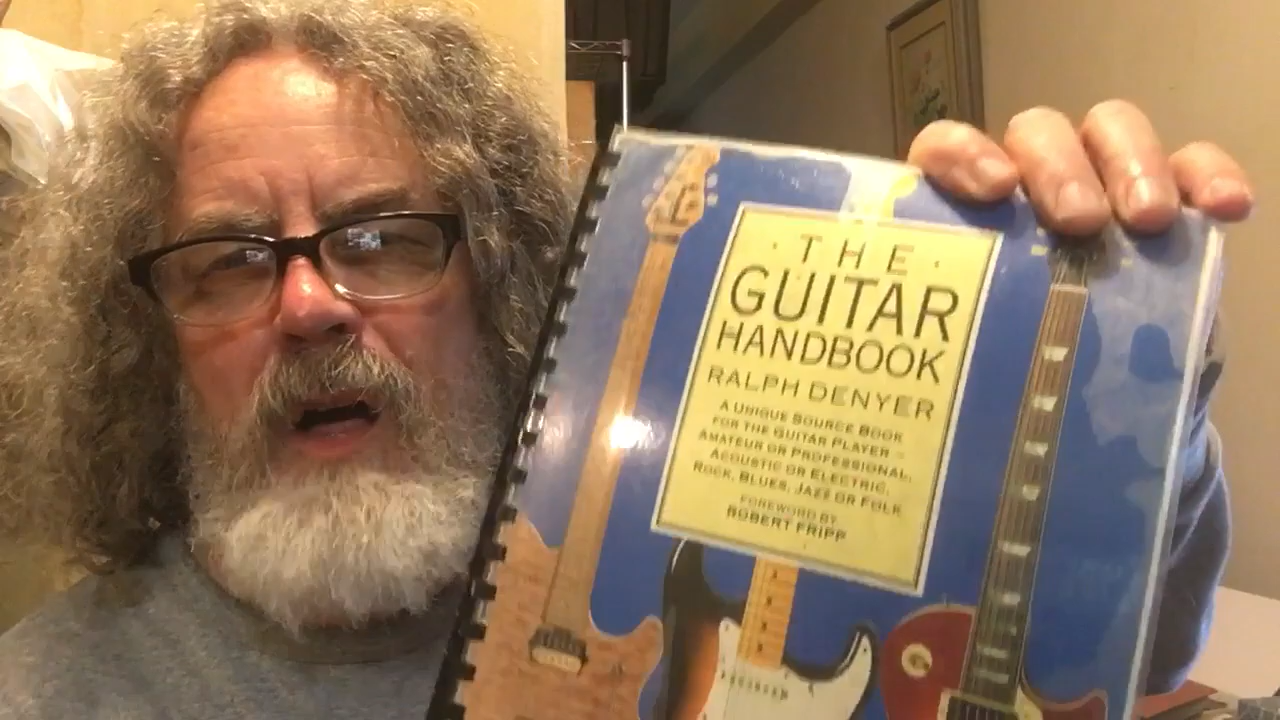 · THE ·
GUITAR
HANDBOOK
RALPH DENYER
A UNIQUE SOURCE BOOK
FOR THE GUITAR PLAYER –
AMATEUR OR PROFESSIONAL,
ACOUSTIC OR ELECTRIC,
ROCK, BLUES, JAZZ OR FOLK
FOREWORD BY
ROBERT FRIPP